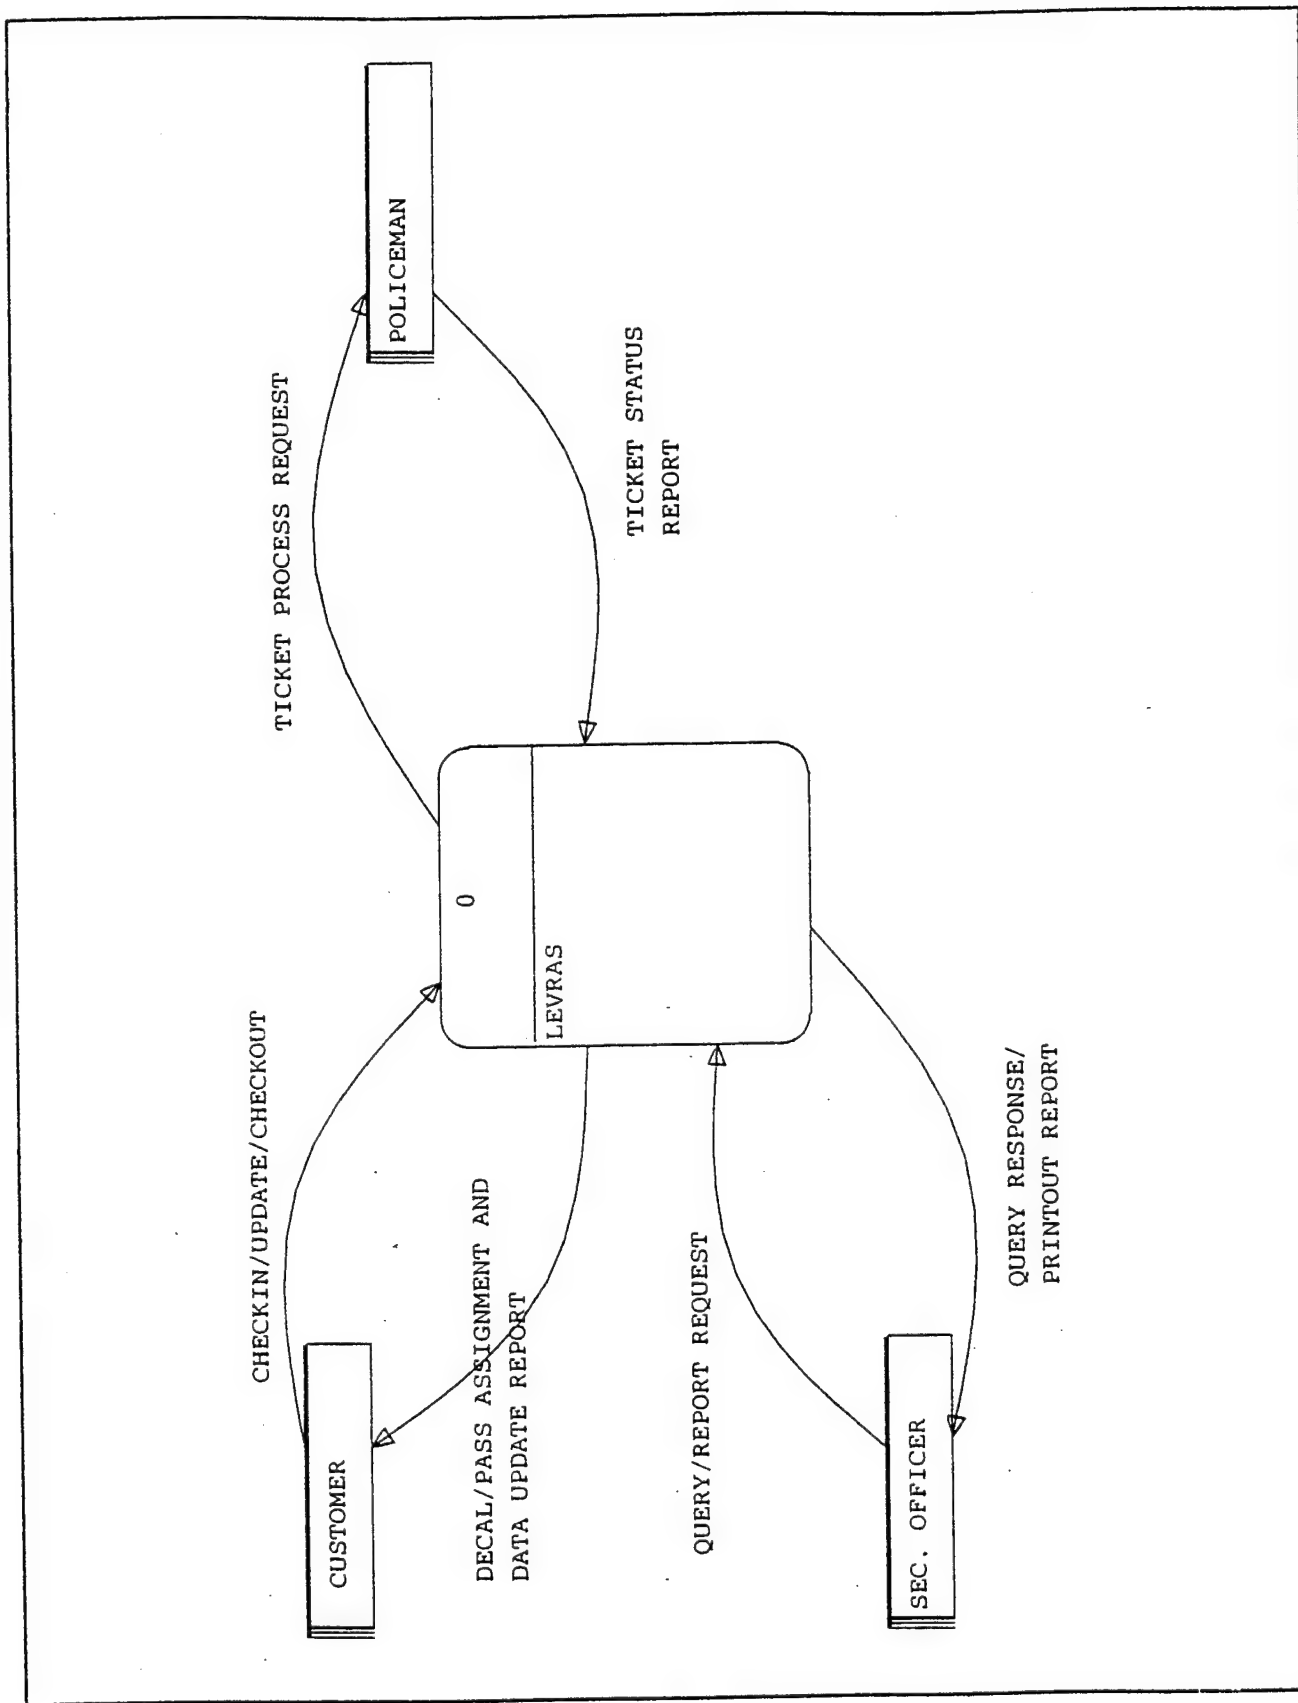 CHECKIN/UPDATE/CHECKOUT
TICKET PROCESS REQUEST
CUSTOMER
POLICEMAN
0
LEVRAS
DECAL/PASS ASSIGNMENT AND
DATA UPDATE REPORT
TICKET STATUS
REPORT
QUERY/REPORT REQUEST
SEC. OFFICER
QUERY RESPONSE/
PRINTOUT REPORT